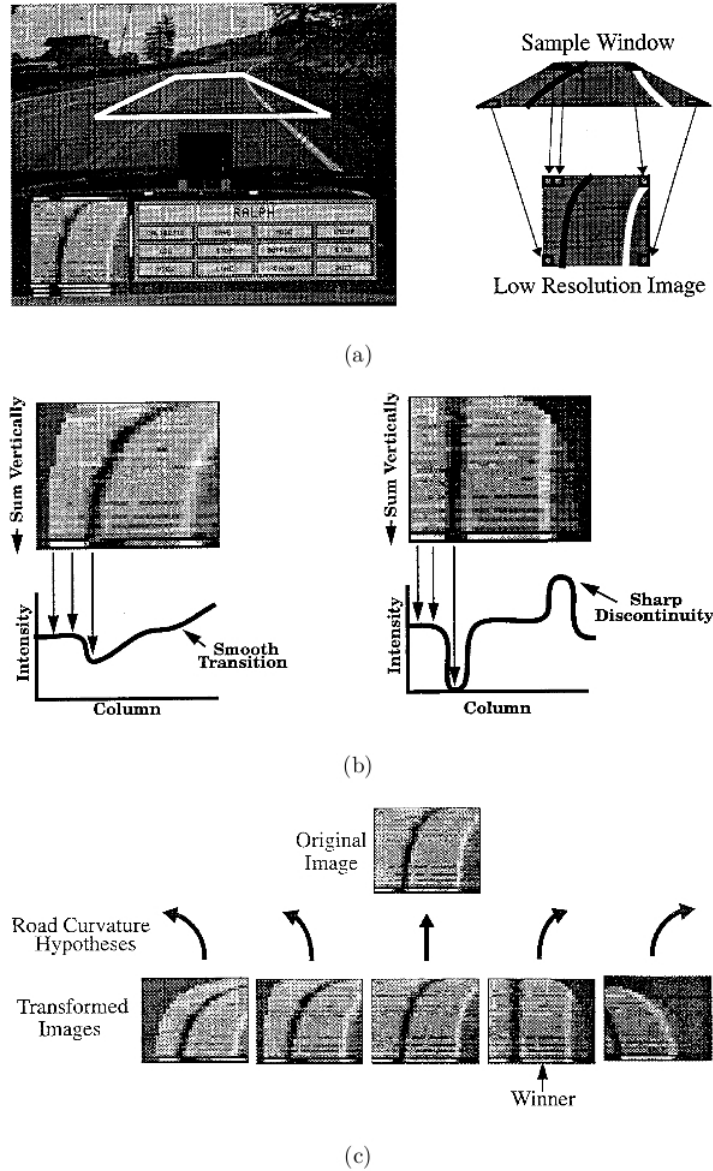 Sample Window
RALPH
STOP
Low Resolution Image
(a)
Sum Vertically
Sum Vertically
Intensity
Smooth
Transition
Column
Intensity
Sharp
Discontinuity
Column
(b)
Original
Image
Road Curvature
Hypotheses
Transformed
Images
Winner
(c)